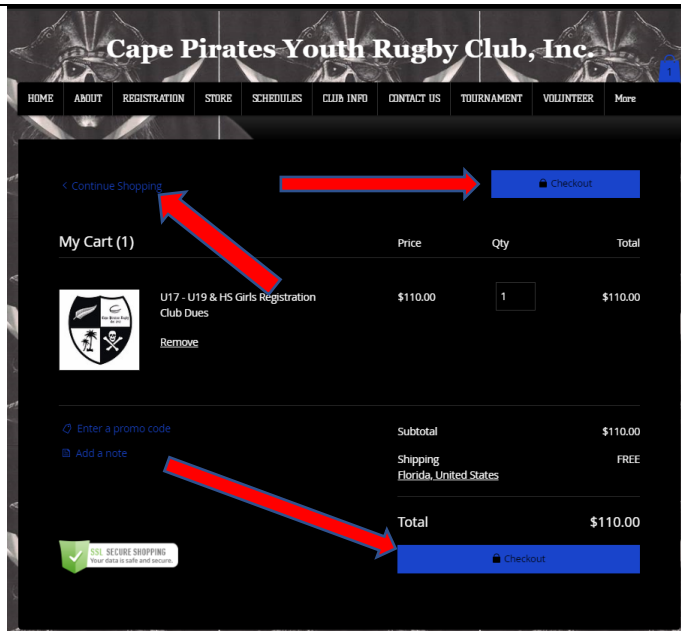 Cape Pirates Youth Rugby Club, Inc.
1
HOME ABOUT REGISTRATION STORE SCHEDULES CLUB INFO CONTACT US TOURNAMENT VOLUNTEER More
< Continue Shopping
Checkout
My Cart (1) Price Qty Total
U17 - U19 & HS Girls Registration $110.00 1 $110.00
Club Dues
Remove
Enter a promo code
Add a note
Subtotal $110.00
Shipping FREE
Florida, United States
Total $110.00
Checkout
SSL SECURE SHOPPING
Your data is safe and secure.